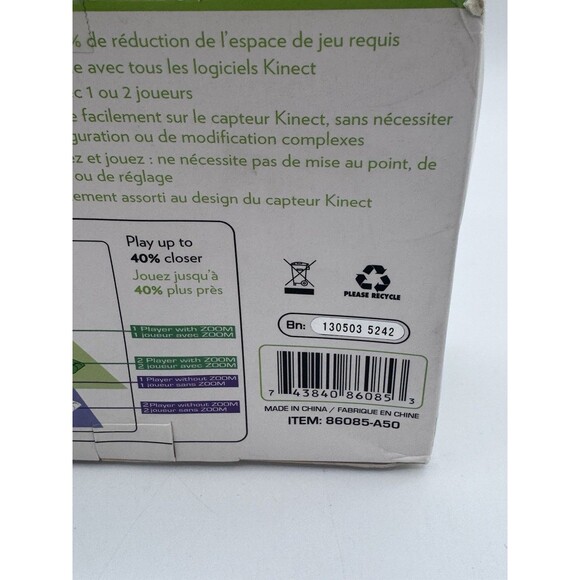 % de réduction de l'espace de jeu requis
e avec tous les logiciels Kinect
c 1 ou 2 joueurs
e facilement sur le capteur Kinect, sans nécessiter
guration ou de modification complexes
ez et jouez : ne nécessite pas de mise au point, de
ou de réglage
ement assorti au design du capteur Kinect
Play up to
40% closer
Jouez jusqu'à
40% plus près
PLEASE RECYCLE
Bn: 130503 5242
1 Player with ZOOM
1 joueur avec ZOOM
2 Player with ZOOM
2 joueur avec ZOOM
1 Player without ZOOM
1 joueur sans ZOOM
2 Player without ZOOM
2 joueur sans ZOOM
7 43840 86085 3
MADE IN CHINA / FABRIQUE EN CHINE
ITEM: 86085-A50